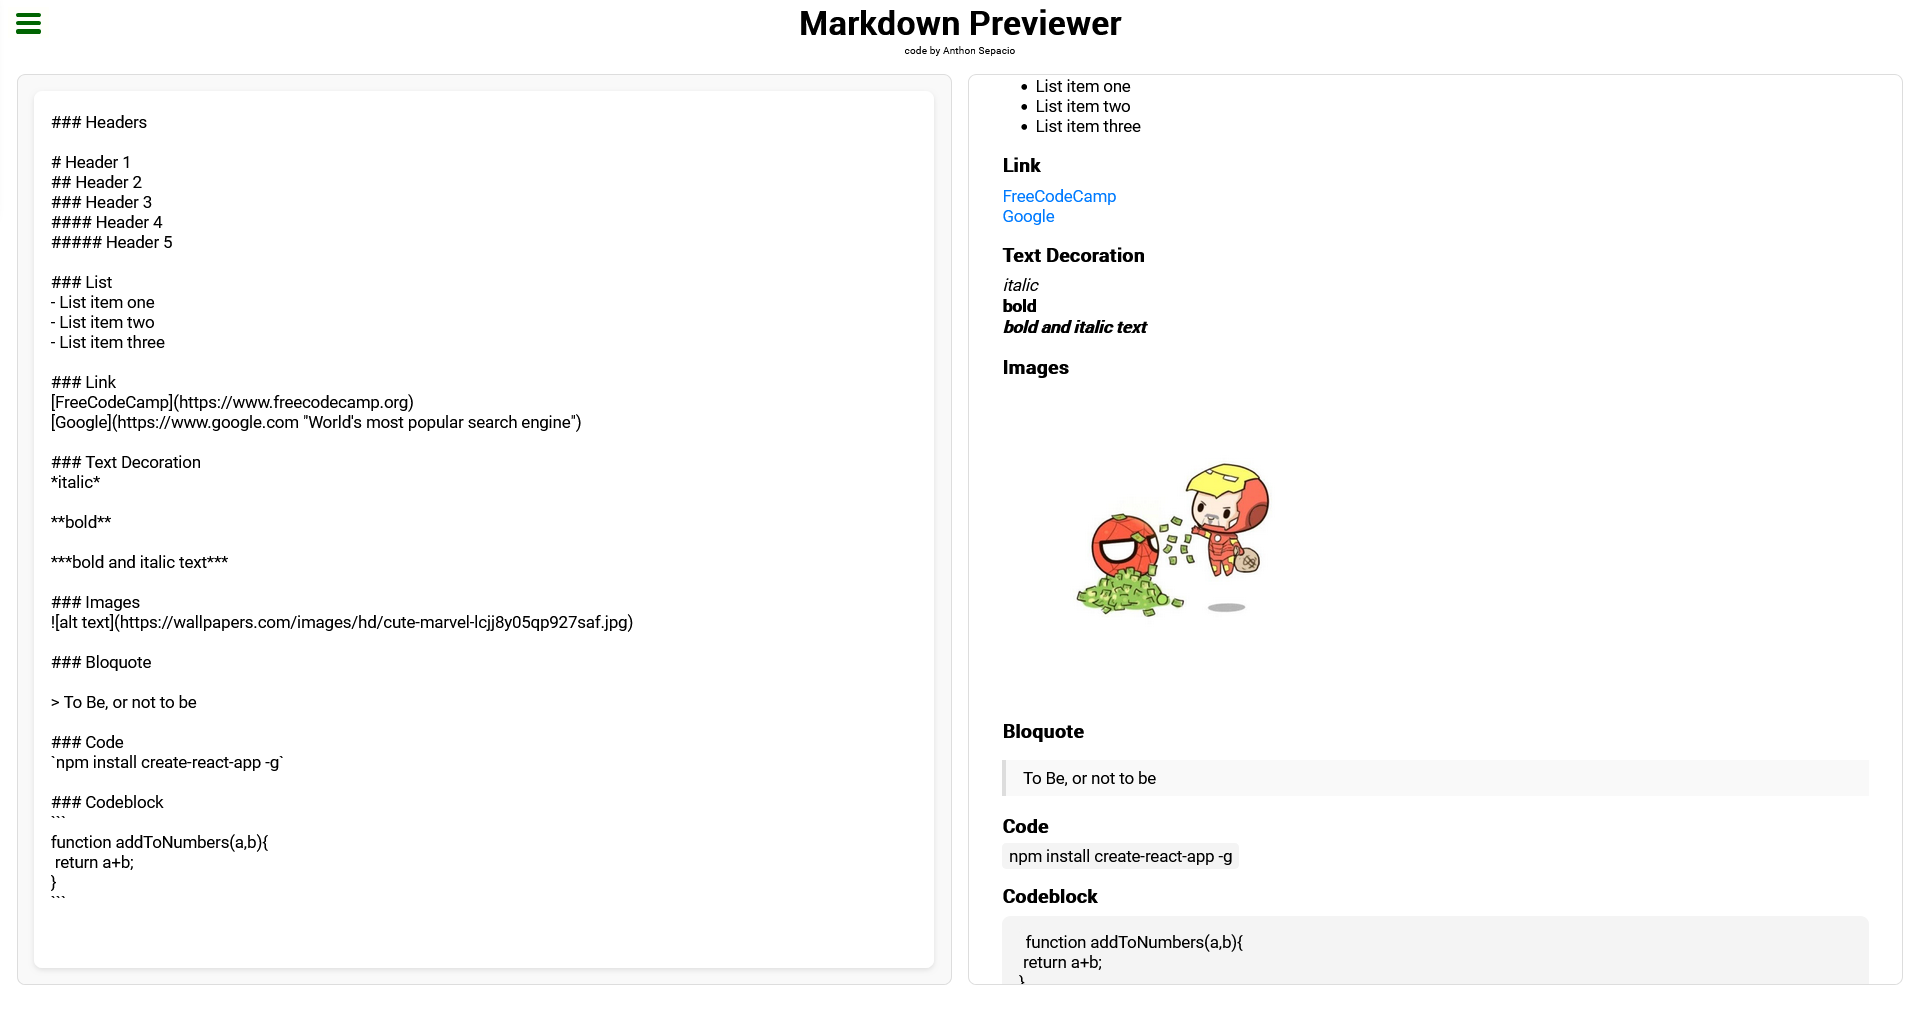 Markdown Previewer
code by Anthon Sepacio
### Headers
# Header 1
## Header 2
### Header 3
#### Header 4
##### Header 5
### List
- List item one
- List item two
- List item three
### Link
[FreeCodeCamp](https://www.freecodecamp.org)
[Google](https://www.google.com "World's most popular search engine")
### Text Decoration
*italic*
**bold**
***bold and italic text***
### Images
![alt text](https://wallpapers.com/images/hd/cute-marvel-lcjj8y05qp927saf.jpg)
### Bloquote
> To Be, or not to be
### Code
`npm install create-react-app -g`
### Codeblock
```
function addToNumbers(a,b){
return a+b;
}
```
• List item one
• List item two
• List item three
Link
FreeCodeCamp
Google
Text Decoration
italic
bold
bold and italic text
Images
Bloquote
To Be, or not to be
Code
npm install create-react-app -g
Codeblock
function addToNumbers(a,b){
return a+b;
}